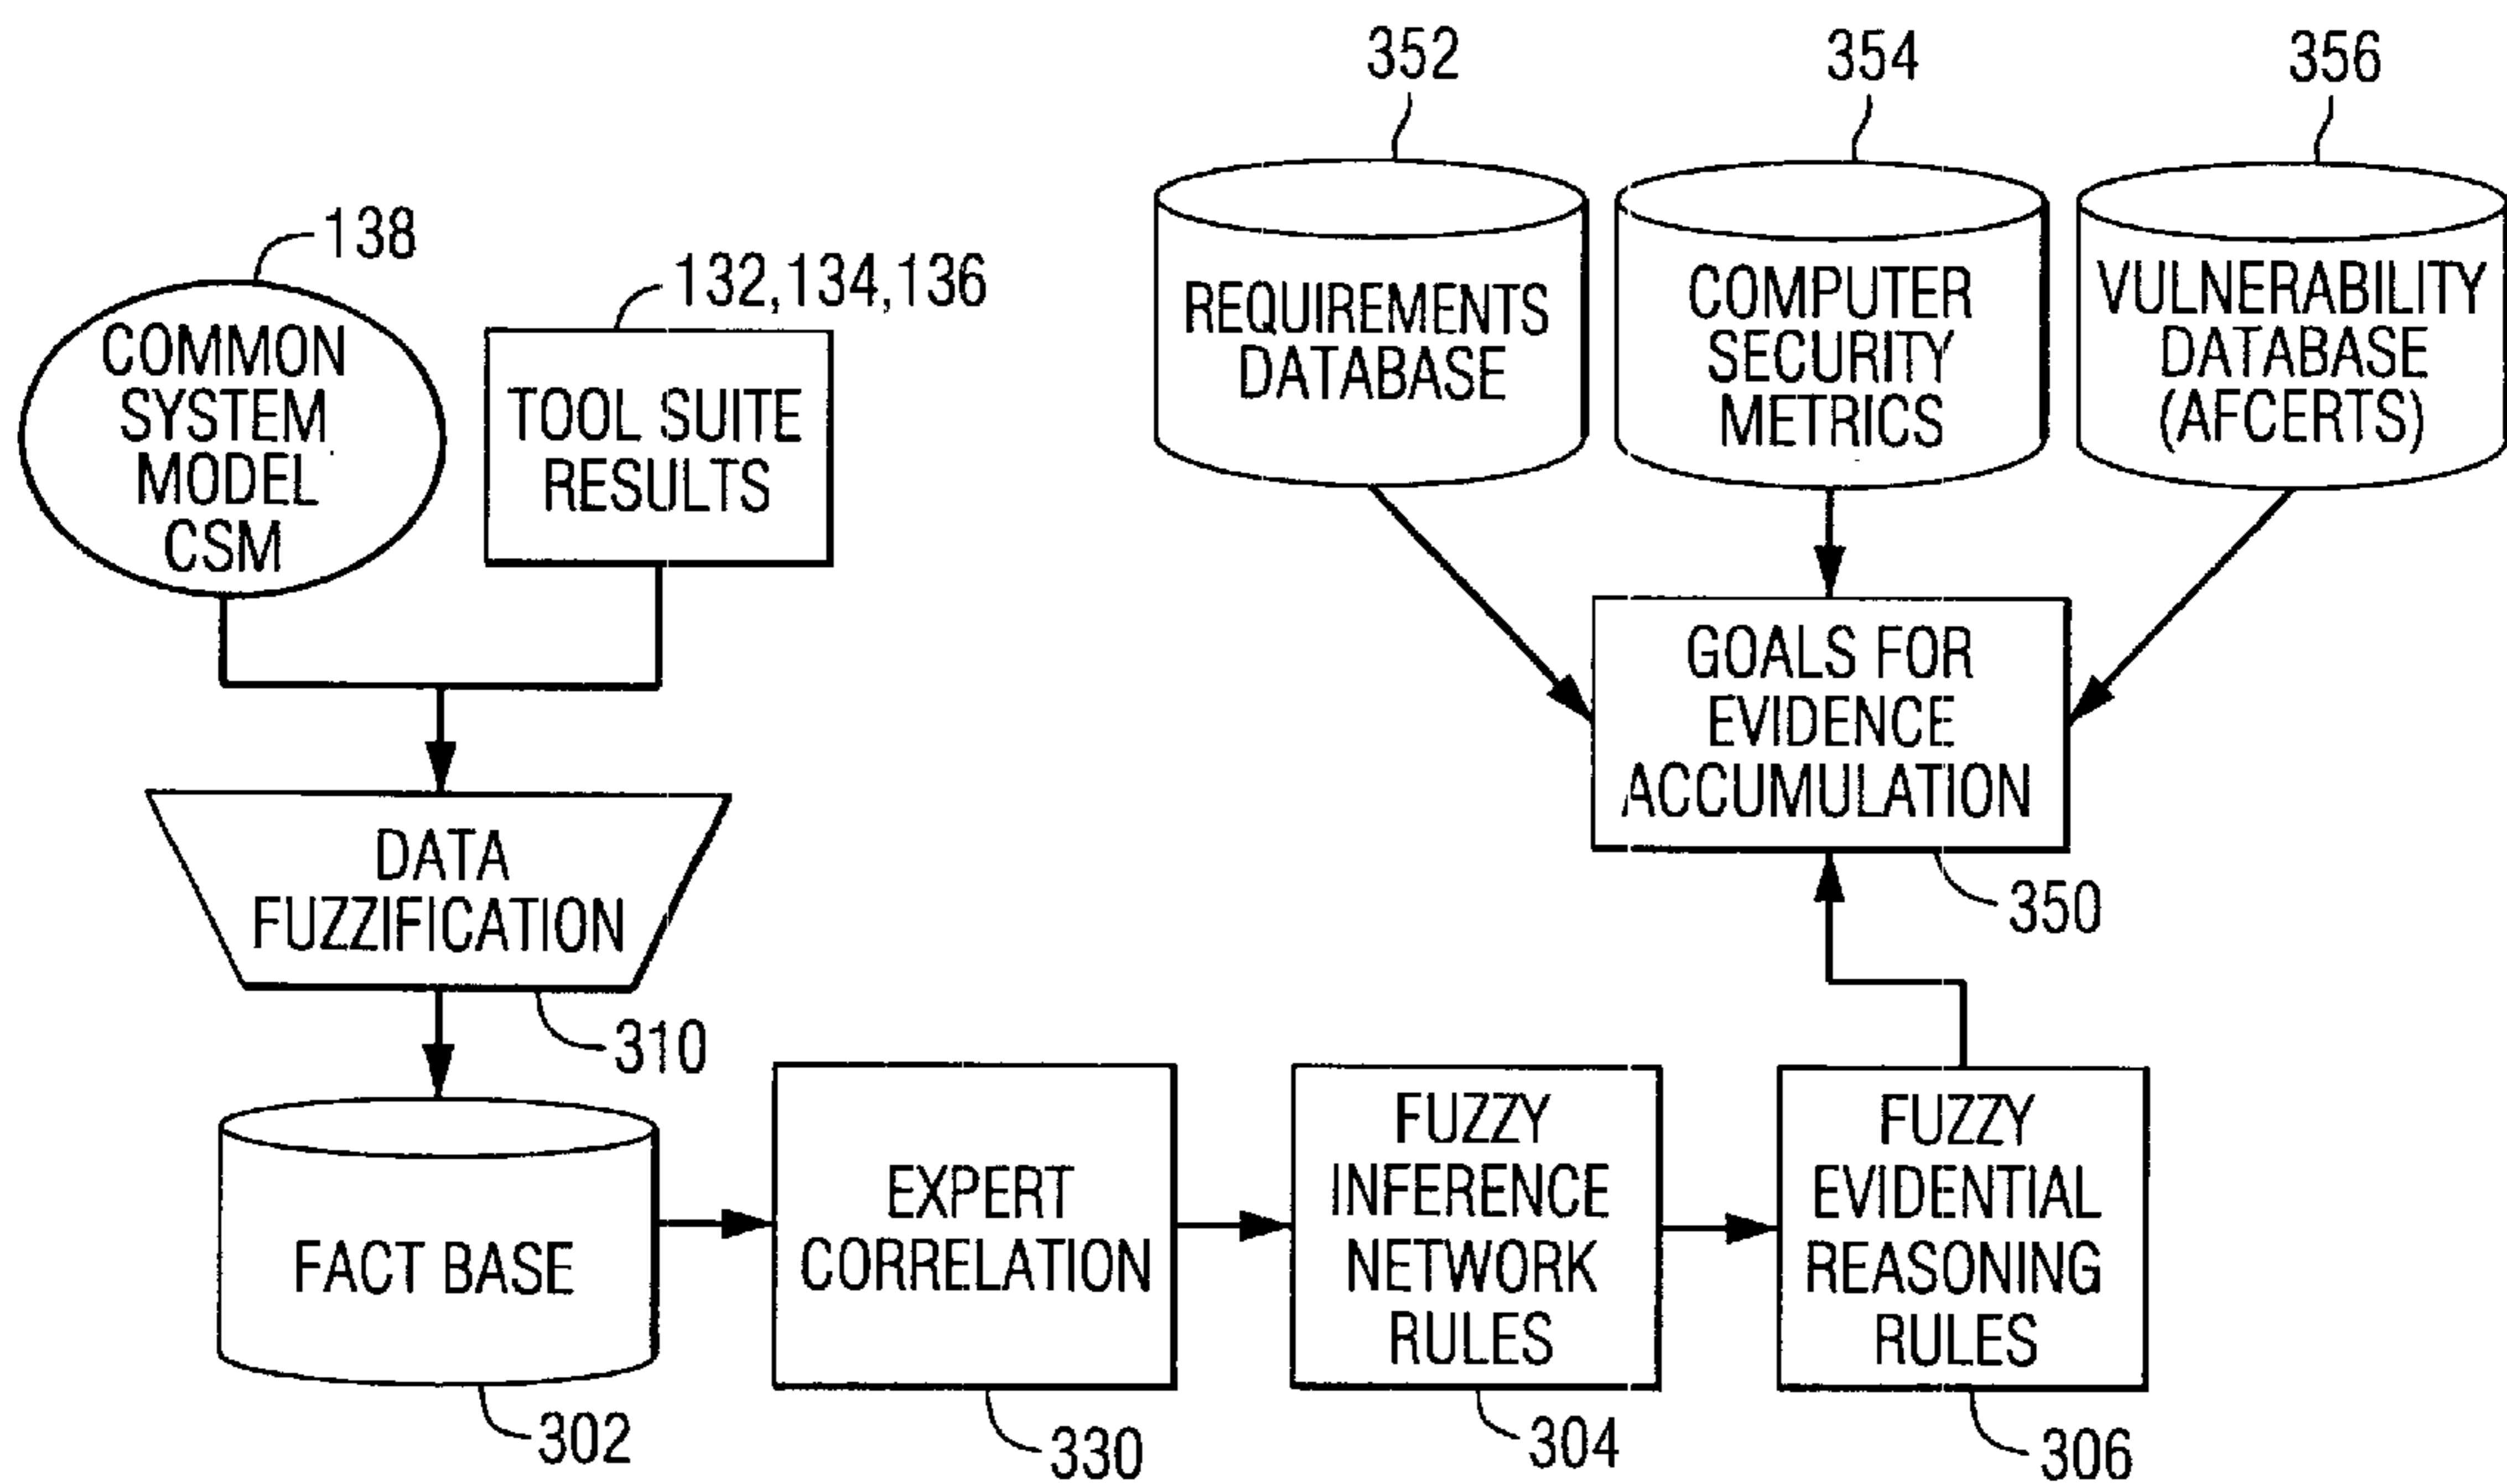 352
354
356
138
132,134,136
COMMON
SYSTEM
MODEL
CSM
TOOL SUITE
RESULTS
REQUIREMENTS
DATABASE
COMPUTER
SECURITY
METRICS
VULNERABILITY
DATABASE
(AFCERTS)
GOALS FOR
EVIDENCE
ACCUMULATION
350
DATA
FUZZIFICATION
310
FACT BASE
302
EXPERT
CORRELATION
330
FUZZY
INFERENCE
NETWORK
RULES
304
FUZZY
EVIDENTIAL
REASONING
RULES
306